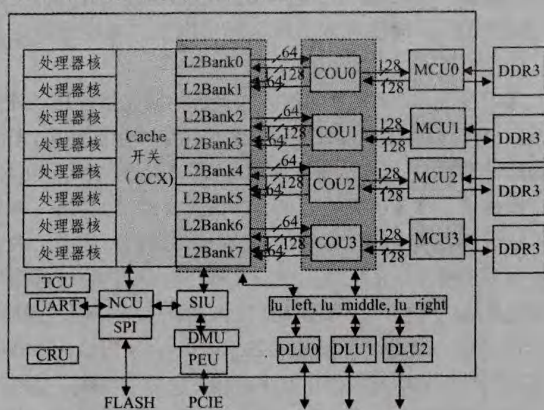 处理器核
处理器核
处理器核
处理器核
处理器核
处理器核
处理器核
处理器核
Cache
开关
(CCX)
L2Bank0
L2Bank1
L2Bank2
L2Bank3
L2Bank4
L2Bank5
L2Bank6
L2Bank7
64
128
64
64
128
64
64
128
64
64
128
64
COU0
COU1
COU2
COU3
128
128
128
128
128
128
128
128
MCU0
MCU1
MCU2
MCU3
DDR3
DDR3
DDR3
DDR3
TCU
UART
NCU
SPI
SIU
DMU
PEU
CRU
lu_left, lu_middle, lu_right
DLU0
DLU1
DLU2
FLASH
PCIE